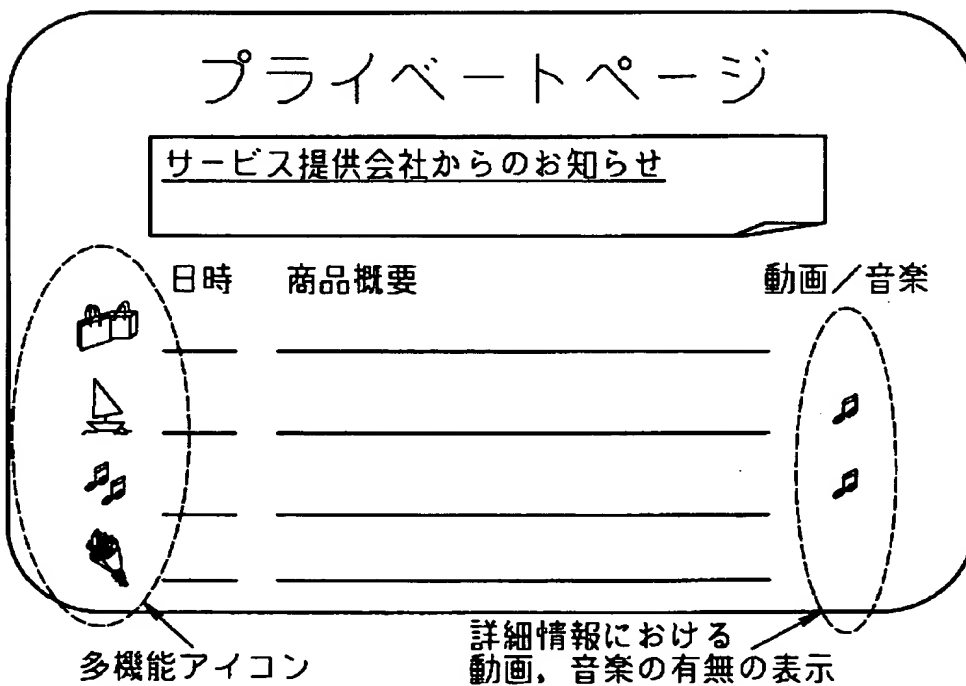 プライベートページ
サービス提供会社からのお知らせ
日時 商品概要 動画／音楽
多機能アイコン
詳細情報における
動画，音楽の有無の表示